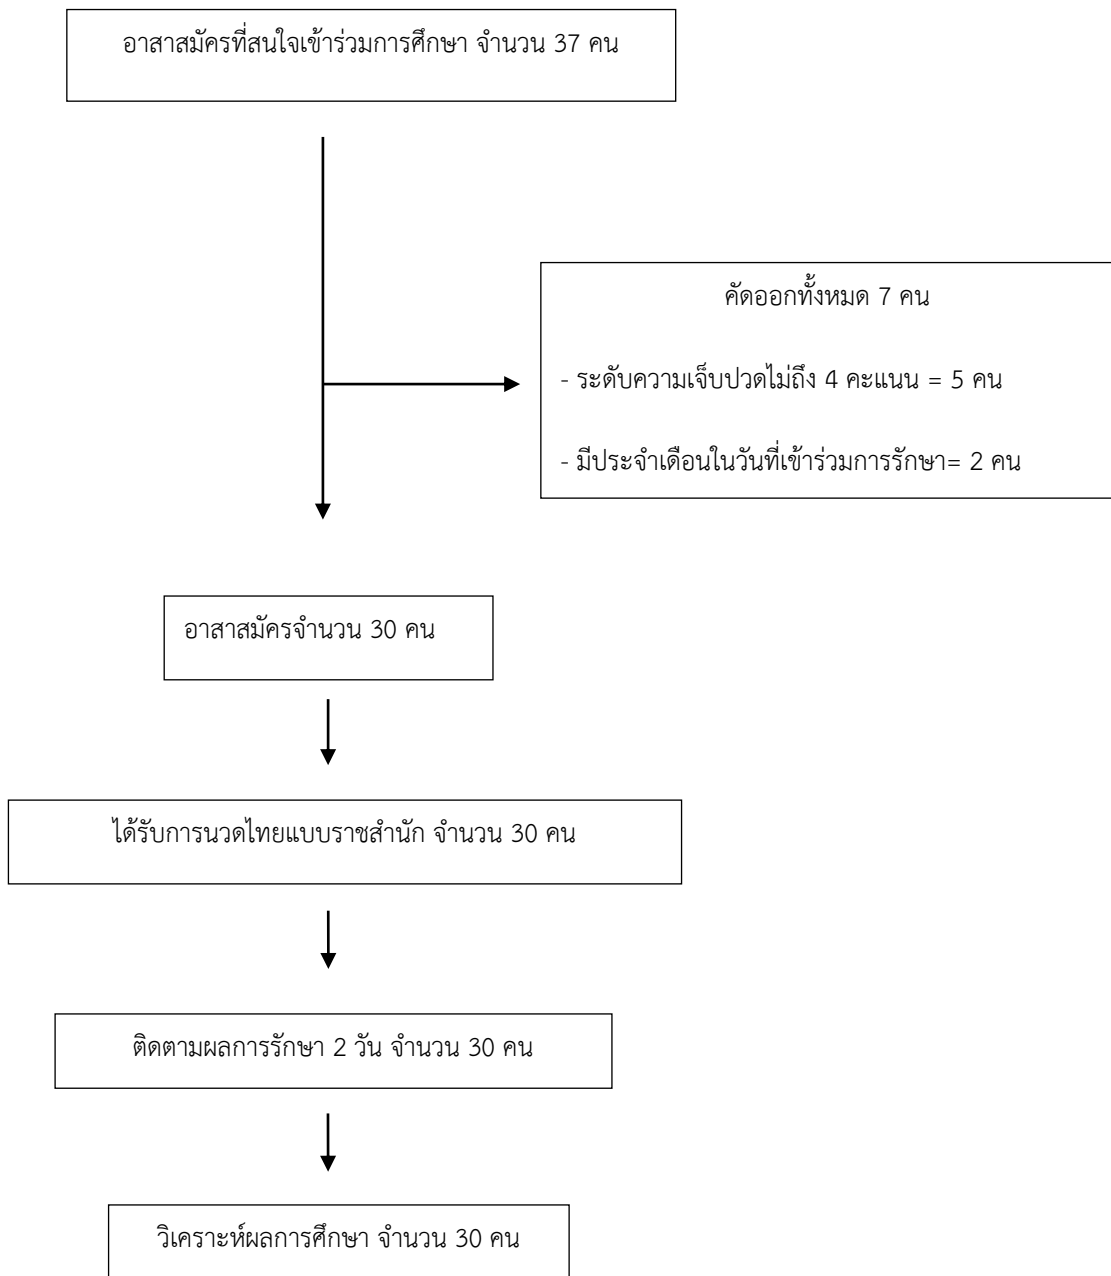 อาสาสมัครที่สนใจเข้าร่วมการศึกษา จำนวน 37 คน
คัดออกทั้งหมด 7 คน
- ระดับความเจ็บปวดไม่ถึง 4 คะแนน = 5 คน
- มีประจำเดือนในวันที่เข้าร่วมการรักษา= 2 คน
อาสาสมัครจำนวน 30 คน
ได้รับการนวดไทยแบบราชสำนัก จำนวน 30 คน
ติดตามผลการรักษา 2 วัน จำนวน 30 คน
วิเคราะห์ผลการศึกษา จำนวน 30 คน